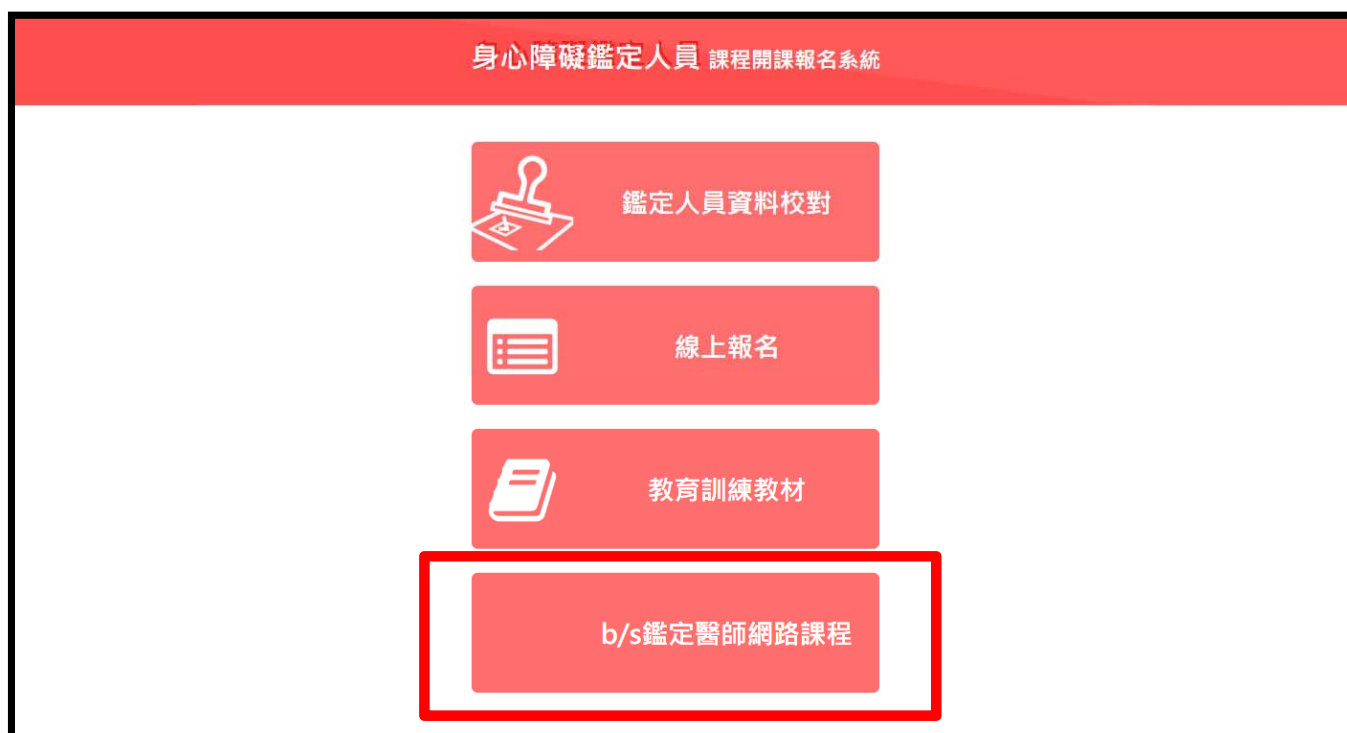 身心障礙鑑定人員 課程開課報名系統
鑑定人員資料校對
線上報名
教育訓練教材
b/s鑑定醫師網路課程